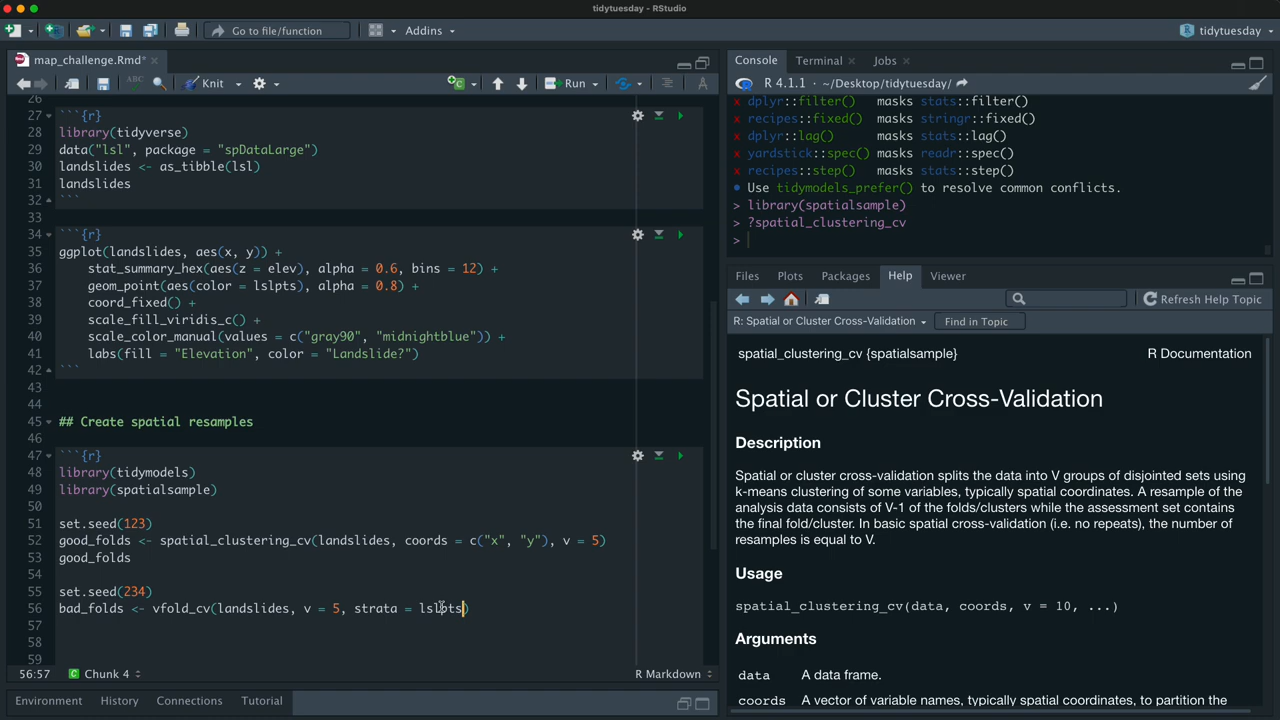 tidytuesday - RStudio
Go to file/function
Addins
tidytuesday
map_challenge.Rmd*
Knit
Run
26
27 ```{r}
28 library(tidyverse)
29 data("lsl", package = "spDataLarge")
30 landslides <- as_tibble(lsl)
31 landslides
32 ```
33
34 ```{r}
35 ggplot(landslides, aes(x, y)) +
36 stat_summary_hex(aes(z = elev), alpha = 0.6, bins = 12) +
37 geom_point(aes(color = lslpts), alpha = 0.8) +
38 coord_fixed() +
39 scale_fill_viridis_c() +
40 scale_color_manual(values = c("gray90", "midnightblue")) +
41 labs(fill = "Elevation", color = "Landslide?")
42 ```
43
44
45 ## Create spatial resamples
46
47 ```{r}
48 library(tidymodels)
49 library(spatialsample)
50
51 set.seed(123)
52 good_folds <- spatial_clustering_cv(landslides, coords = c("x", "y"), v = 5)
53 good_folds
54
55 set.seed(234)
56 bad_folds <- vfold_cv(landslides, v = 5, strata = lslpts)
57
58
59
56:57 Chunk 4 R Markdown
Environment History Connections Tutorial
Console Terminal Jobs
R 4.1.1 · ~/Desktop/tidytuesday/
x dplyr::filter() masks stats::filter()
x recipes::fixed() masks stringr::fixed()
x dplyr::lag() masks stats::lag()
x yardstick::spec() masks readr::spec()
x recipes::step() masks stats::step()
• Use tidymodels_prefer() to resolve common conflicts.
> library(spatialsample)
> ?spatial_clustering_cv
>
Files Plots Packages Help Viewer
Refresh Help Topic
R: Spatial or Cluster Cross-Validation Find in Topic
spatial_clustering_cv {spatialsample} R Documentation
Spatial or Cluster Cross-Validation
Description
Spatial or cluster cross-validation splits the data into V groups of disjointed sets using
k-means clustering of some variables, typically spatial coordinates. A resample of the
analysis data consists of V-1 of the folds/clusters while the assessment set contains
the final fold/cluster. In basic spatial cross-validation (i.e. no repeats), the number of
resamples is equal to V.
Usage
spatial_clustering_cv(data, coords, v = 10, ...)
Arguments
data A data frame.
coords A vector of variable names, typically spatial coordinates, to partition the